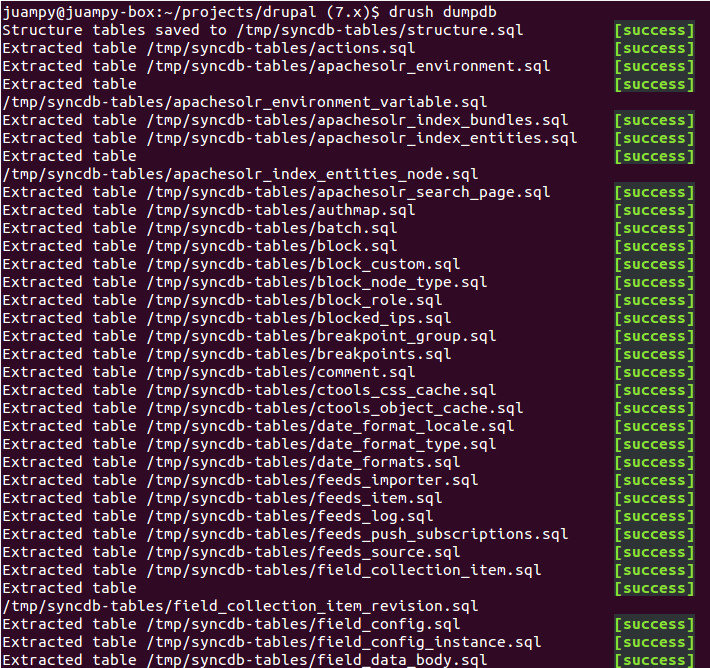 juampy@juampy-box:~/projects/drupal (7.x)$ drush dumpdb
Structure tables saved to /tmp/syncdb-tables/structure.sql [success]
Extracted table /tmp/syncdb-tables/actions.sql [success]
Extracted table /tmp/syncdb-tables/apachesolr_environment.sql [success]
Extracted table [success]
/tmp/syncdb-tables/apachesolr_environment_variable.sql
Extracted table /tmp/syncdb-tables/apachesolr_index_bundles.sql [success]
Extracted table /tmp/syncdb-tables/apachesolr_index_entities.sql [success]
Extracted table [success]
/tmp/syncdb-tables/apachesolr_index_entities_node.sql
Extracted table /tmp/syncdb-tables/apachesolr_search_page.sql [success]
Extracted table /tmp/syncdb-tables/authmap.sql [success]
Extracted table /tmp/syncdb-tables/batch.sql [success]
Extracted table /tmp/syncdb-tables/block.sql [success]
Extracted table /tmp/syncdb-tables/block_custom.sql [success]
Extracted table /tmp/syncdb-tables/block_node_type.sql [success]
Extracted table /tmp/syncdb-tables/block_role.sql [success]
Extracted table /tmp/syncdb-tables/blocked_ips.sql [success]
Extracted table /tmp/syncdb-tables/breakpoint_group.sql [success]
Extracted table /tmp/syncdb-tables/breakpoints.sql [success]
Extracted table /tmp/syncdb-tables/comment.sql [success]
Extracted table /tmp/syncdb-tables/ctools_css_cache.sql [success]
Extracted table /tmp/syncdb-tables/ctools_object_cache.sql [success]
Extracted table /tmp/syncdb-tables/date_format_locale.sql [success]
Extracted table /tmp/syncdb-tables/date_format_type.sql [success]
Extracted table /tmp/syncdb-tables/date_formats.sql [success]
Extracted table /tmp/syncdb-tables/feeds_importer.sql [success]
Extracted table /tmp/syncdb-tables/feeds_item.sql [success]
Extracted table /tmp/syncdb-tables/feeds_log.sql [success]
Extracted table /tmp/syncdb-tables/feeds_push_subscriptions.sql [success]
Extracted table /tmp/syncdb-tables/feeds_source.sql [success]
Extracted table /tmp/syncdb-tables/field_collection_item.sql [success]
Extracted table [success]
/tmp/syncdb-tables/field_collection_item_revision.sql
Extracted table /tmp/syncdb-tables/field_config.sql [success]
Extracted table /tmp/syncdb-tables/field_config_instance.sql [success]
Extracted table /tmp/syncdb-tables/field_data_body.sql [success]